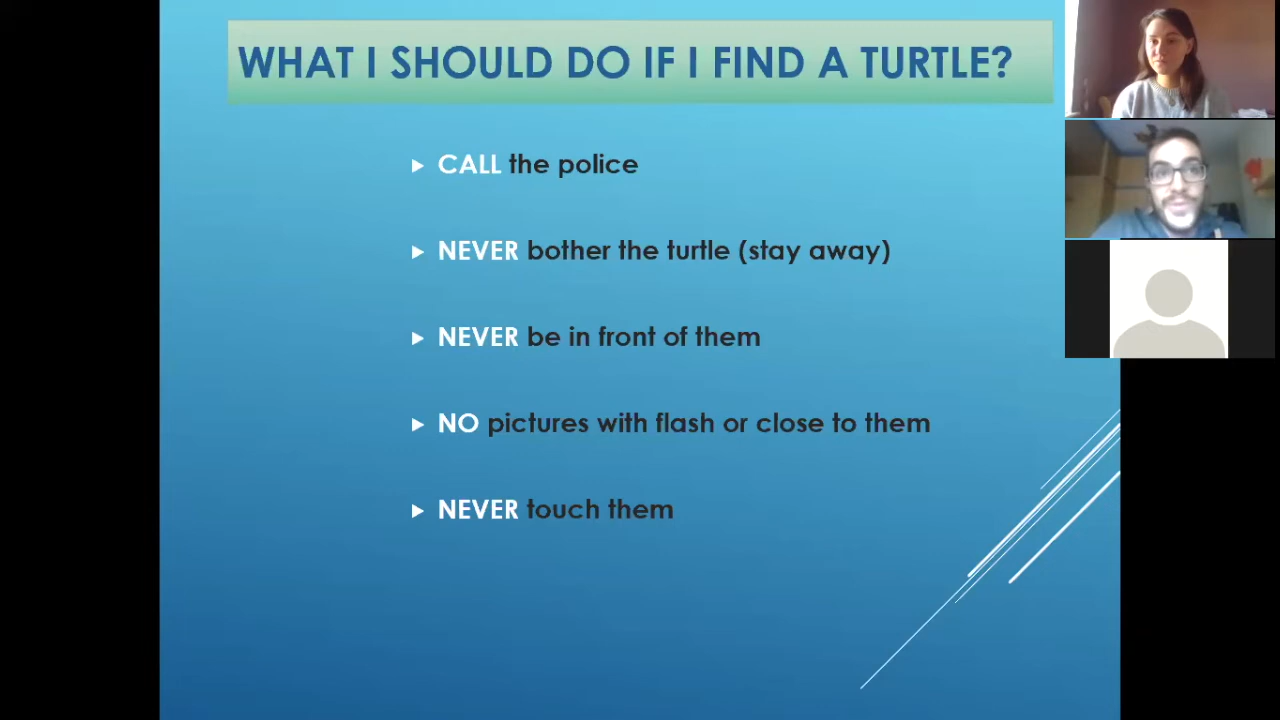 WHAT I SHOULD DO IF I FIND A TURTLE?
CALL the police
NEVER bother the turtle (stay away)
NEVER be in front of them
NO pictures with flash or close to them
NEVER touch them